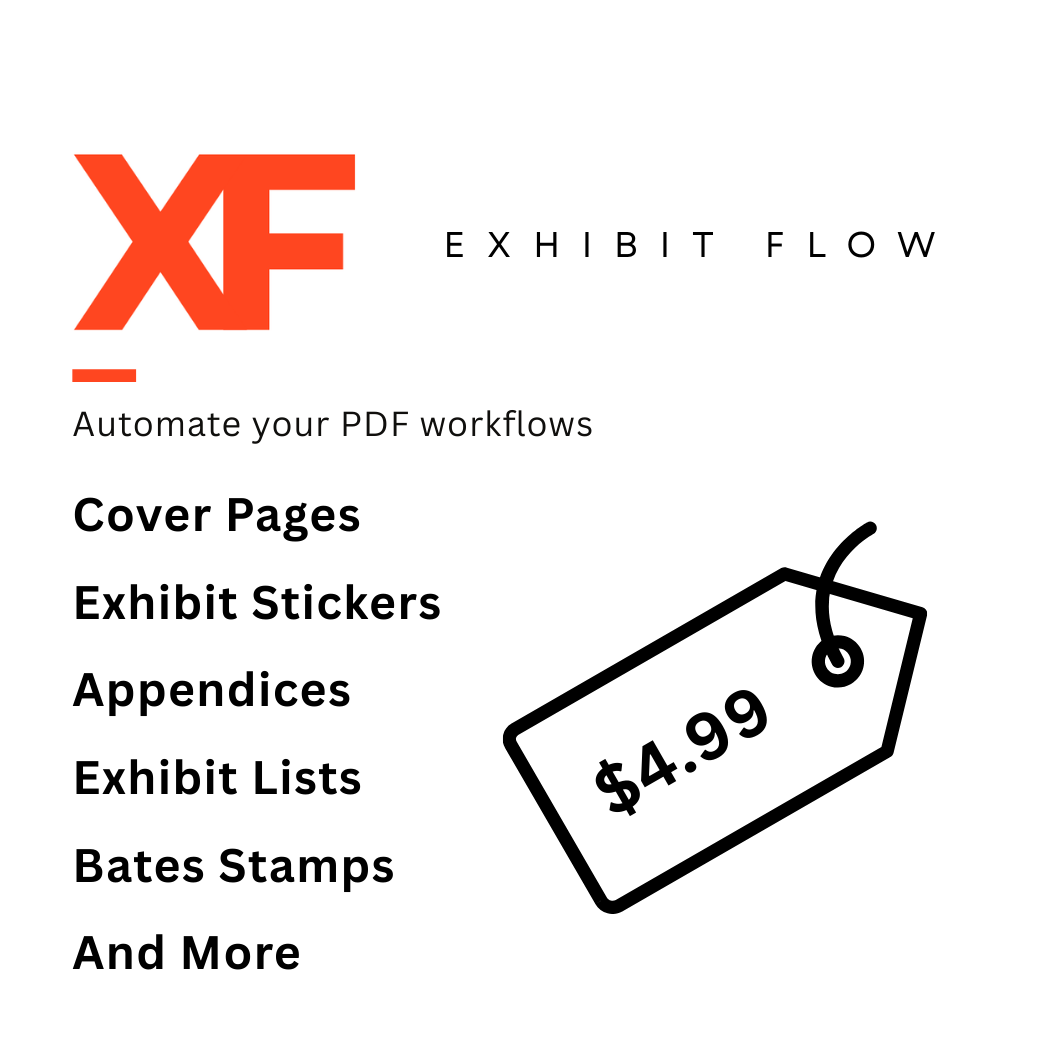 XF
EXHIBIT FLOW
Automate your PDF workflows
Cover Pages
Exhibit Stickers
Appendices
Exhibit Lists
Bates Stamps
And More
$4.99